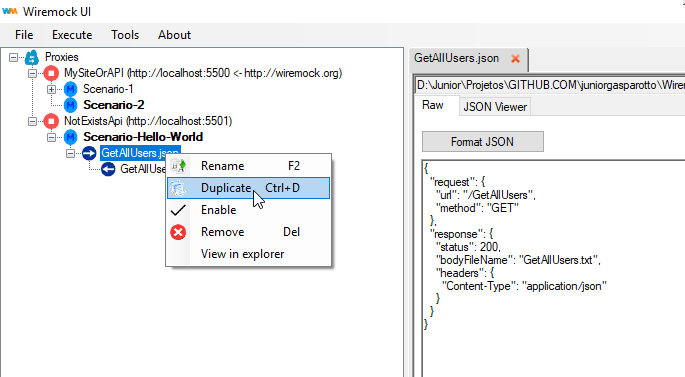 Wiremock UI
File Execute Tools About
Proxies
MySiteOrAPI (http://localhost:5500 <- http://wiremock.org)
Scenario-1
Scenario-2
NotExistsApi (http://localhost:5501)
Scenario-Hello-World
GetAllUsers.json
GetAllUse
Rename F2
Duplicate Ctrl+D
Enable
Remove Del
View in explorer
GetAllUsers.json
D:\Junior\Projetos\GITHUB.COM\juniorgasparotto\Wirem
Raw JSON Viewer
Format JSON
{
"request": {
"url": "/GetAllUsers",
"method": "GET"
},
"response": {
"status": 200,
"bodyFileName": "GetAllUsers.txt",
"headers": {
"Content-Type": "application/json"
}
}
}